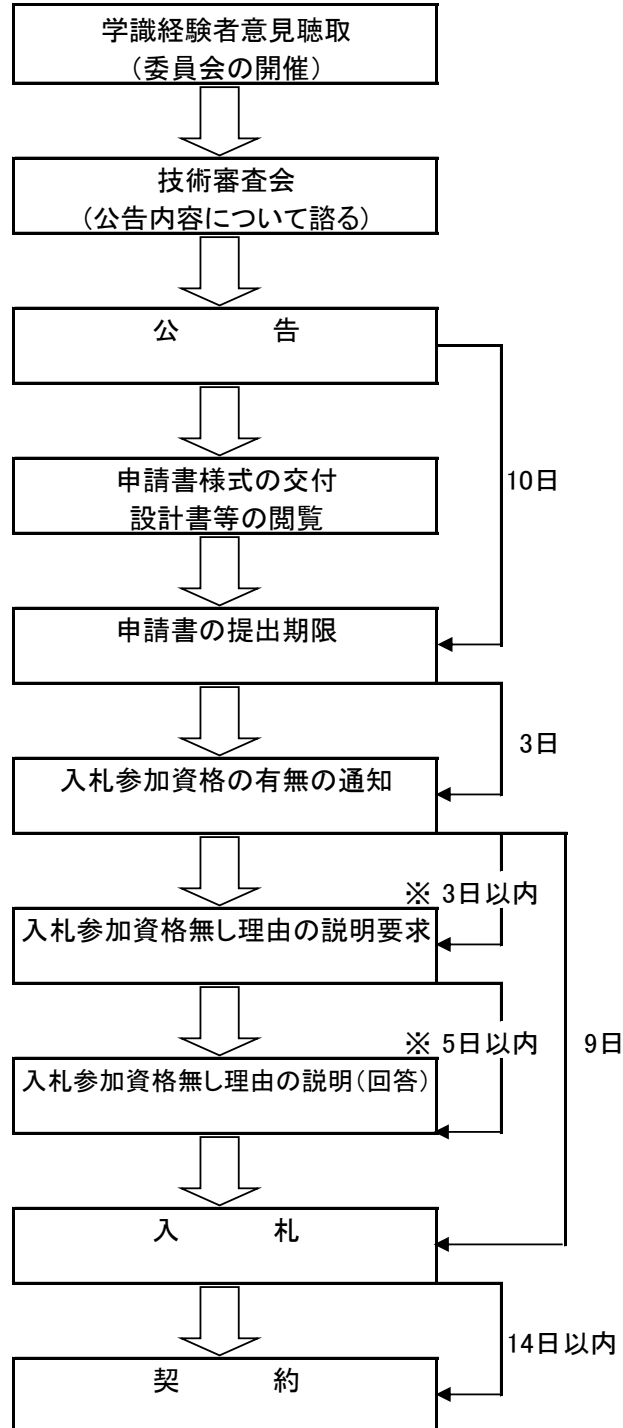 学識経験者意見聴取
（委員会の開催）
技術審査会
（公告内容について諮る）
公　　　告
申請書様式の交付
設計書等の閲覧
10日
申請書の提出期限
3日
入札参加資格の有無の通知
※ 3日以内
入札参加資格無し理由の説明要求
※ 5日以内
9日
入札参加資格無し理由の説明（回答）
入　　　札
14日以内
契　　　約